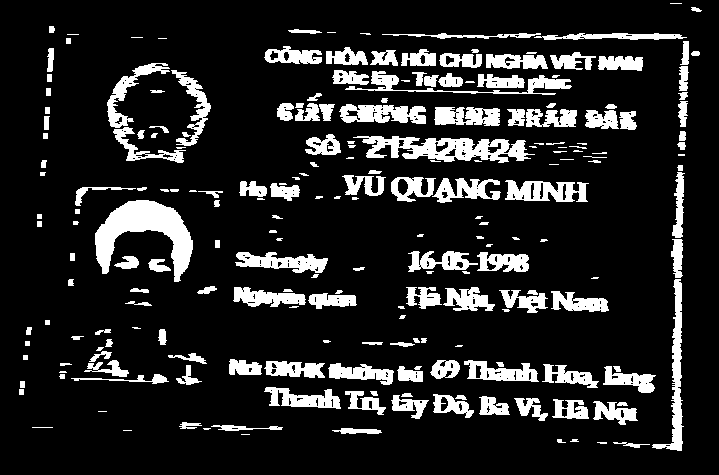 CỘNG HÒA XÃ HỘI CHỦ NGHĨA VIỆT NAM
Độc lập - Tự do - Hạnh phúc
GIẤY CHỨNG MINH NHÂN DÂN
SỐ : 215428424
Họ tên VŨ QUANG MINH
Sinh ngày 16-05-1998
Nguyên quán Hà Nội, Việt Nam
Nơi ĐKHK thường trú 69 Thành Hoa, làng
Thanh Trì, tây Đô, Ba Vì, Hà Nội